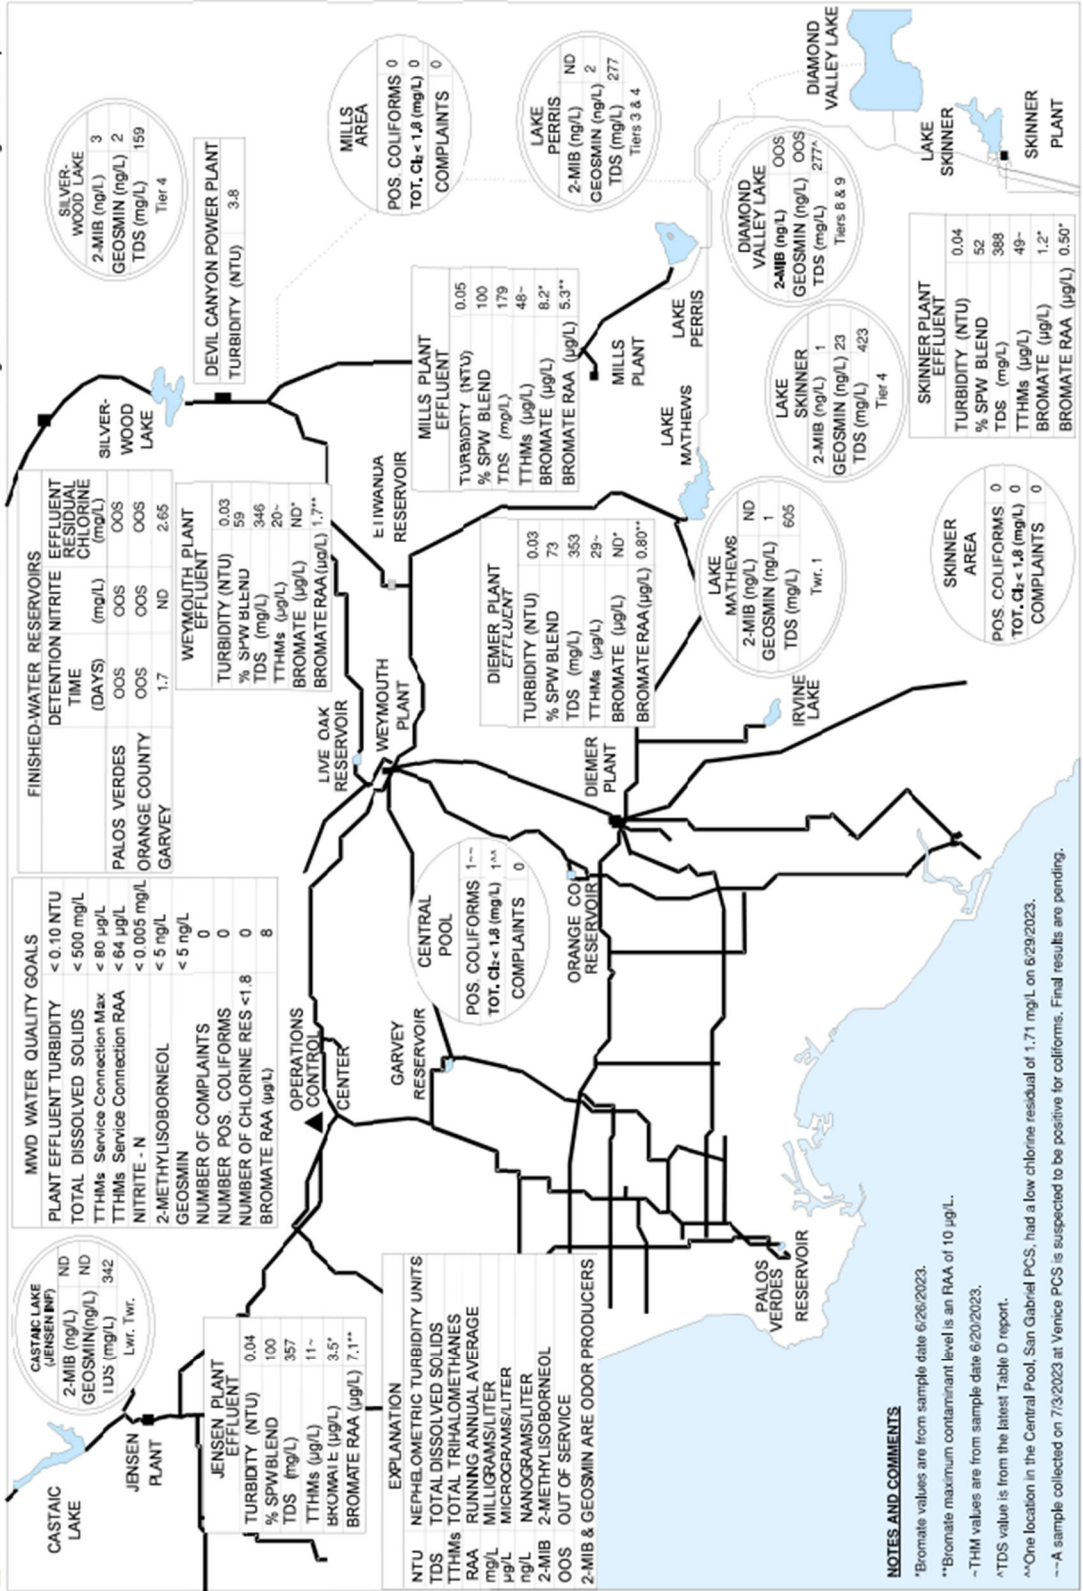 CASTAIC LAKE
(JENSEN INF)
2-MIB (ng/L) ND
GEOSMIN(ng/L) ND
TDS (mg/L) 342
Lwr. Twr.
CASTAIC
LAKE
JENSEN
PLANT
JENSEN PLANT
EFFLUENT
TURBIDITY (NTU) 0.04
% SPW BLEND 100
TDS (mg/L) 357
TTHMs (µg/L) 11~
BROMATE (µg/L) 3.5*
BROMATE RAA (µg/L) 7.1**
MWD WATER QUALITY GOALS
PLANT EFFLUENT TURBIDITY < 0.10 NTU
TOTAL DISSOLVED SOLIDS < 500 mg/L
TTHMs Service Connection Max < 80 µg/L
TTHMs Service Connection RAA < 64 µg/L
NITRITE - N < 0.005 mg/L
2-METHYLISOBORNEOL < 5 ng/L
GEOSMIN < 5 ng/L
NUMBER OF COMPLAINTS 0
NUMBER POS. COLIFORMS 0
NUMBER OF CHLORINE RES <1.8 0
BROMATE RAA (µg/L) 8
FINISHED-WATER RESERVOIRS
DETENTION NITRITE EFFLUENT
TIME RESIDUAL
CHLORINE
(DAYS) (mg/L) (mg/L)
PALOS VERDES OOS OOS OOS
ORANGE COUNTY OOS OOS OOS
GARVEY 1.7 ND 2.65
SILVER-
WOOD LAKE
2-MIB (ng/L) 3
GEOSMIN (ng/L) 2
TDS (mg/L) 159
Tier 4
SILVER-
WOOD
LAKE
DEVIL CANYON POWER PLANT
TURBIDITY (NTU) 3.8
WEYMOUTH PLANT
EFFLUENT
TURBIDITY (NTU) 0.03
% SPW BLEND 59
TDS (mg/L) 346
TTHMs (µg/L) 20~
BROMATE (µg/L) ND*
BROMATE RAA (µg/L) 1.7**
OPERATIONS
CONTROL
CENTER
LIVE OAK
RESERVOIR
WEYMOUTH
PLANT
ETIWANDA
RESERVOIR
MILLS
AREA
POS. COLIFORMS 0
TOT. Cl₂ < 1.8 (mg/L) 0
COMPLAINTS 0
MILLS PLANT
EFFLUENT
TURBIDITY (NTU) 0.05
% SPW BLEND 100
TDS (mg/L) 179
TTHMs (µg/L) 48~
BROMATE (µg/L) 8.2*
BROMATE RAA (µg/L) 5.3**
GARVEY
RESERVOIR
CENTRAL
POOL
POS. COLIFORMS 1~~
TOT. Cl₂ < 1.8 (mg/L) 1^^
COMPLAINTS 0
EXPLANATION
NTU NEPHELOMETRIC TURBIDITY UNITS
TDS TOTAL DISSOLVED SOLIDS
TTHMs TOTAL TRIHALOMETHANES
RAA RUNNING ANNUAL AVERAGE
mg/L MILLIGRAMS/LITER
µg/L MICROGRAMS/LITER
ng/L NANOGRAMS/LITER
2-MIB 2-METHYLISOBORNEOL
OOS OUT OF SERVICE
2-MIB & GEOSMIN ARE ODOR PRODUCERS
DIEMER PLANT
EFFLUENT
TURBIDITY (NTU) 0.03
% SPW BLEND 73
TDS (mg/L) 353
TTHMs (µg/L) 29~
BROMATE (µg/L) ND*
BROMATE RAA (µg/L) 0.80**
LAKE
PERRIS
2-MIB (ng/L) ND
GEOSMIN (ng/L) 2
TDS (mg/L) 277
Tiers 3 & 4
ORANGE CO.
RESERVOIR
DIEMER
PLANT
MILLS
PLANT
LAKE
PERRIS
LAKE
MATHEWS
LAKE
MATHEWS
2-MIB (ng/L) ND
GEOSMIN (ng/L) 1
TDS (mg/L) 605
Twr. 1
DIAMOND
VALLEY LAKE
2-MIB (ng/L) OOS
GEOSMIN (ng/L) OOS
TDS (mg/L) 277^
Tiers 8 & 9
DIAMOND
VALLEY LAKE
PALOS
VERDES
RESERVOIR
IRVINE
LAKE
LAKE
SKINNER
2-MIB (ng/L) 1
GEOSMIN (ng/L) 23
TDS (mg/L) 423
Tier 4
LAKE
SKINNER
SKINNER
PLANT
SKINNER PLANT
EFFLUENT
TURBIDITY (NTU) 0.04
% SPW BLEND 52
TDS (mg/L) 388
TTHMs (µg/L) 49~
BROMATE (µg/L) 1.2*
BROMATE RAA (µg/L) 0.50*
SKINNER
AREA
POS. COLIFORMS 0
TOT. Cl₂ < 1.8 (mg/L) 0
COMPLAINTS 0
NOTES AND COMMENTS
*Bromate values are from sample date 6/26/2023.
**Bromate maximum contaminant level is an RAA of 10 µg/L.
~THM values are from sample date 6/20/2023.
^TDS value is from the latest Table D report.
^^One location in the Central Pool, San Gabriel PCS, had a low chlorine residual of 1.71 mg/L on 6/29/2023.
~~A sample collected on 7/3/2023 at Venice PCS is suspected to be positive for coliforms. Final results are pending.